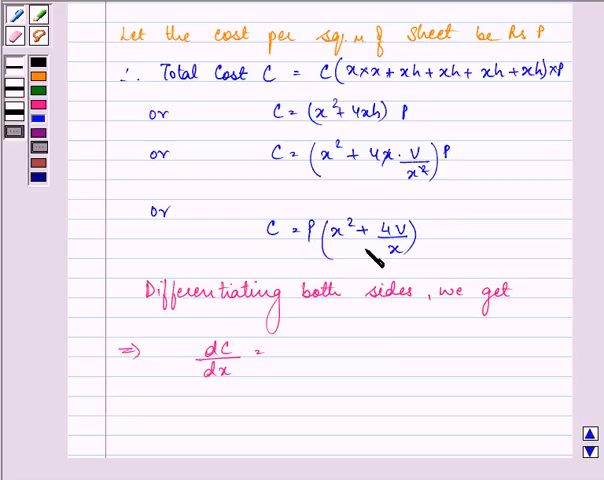 Let the cost per sq. m of Sheet be Rs P
∴ Total Cost C = C(x×x + xh + xh + xh + xh)×P
or C = (x² + 4xh) P
or C = (x² + 4x · V/x²) P
or C = P(x² + 4V/x)
Differentiating both sides, we get
⇒ dC/dx =